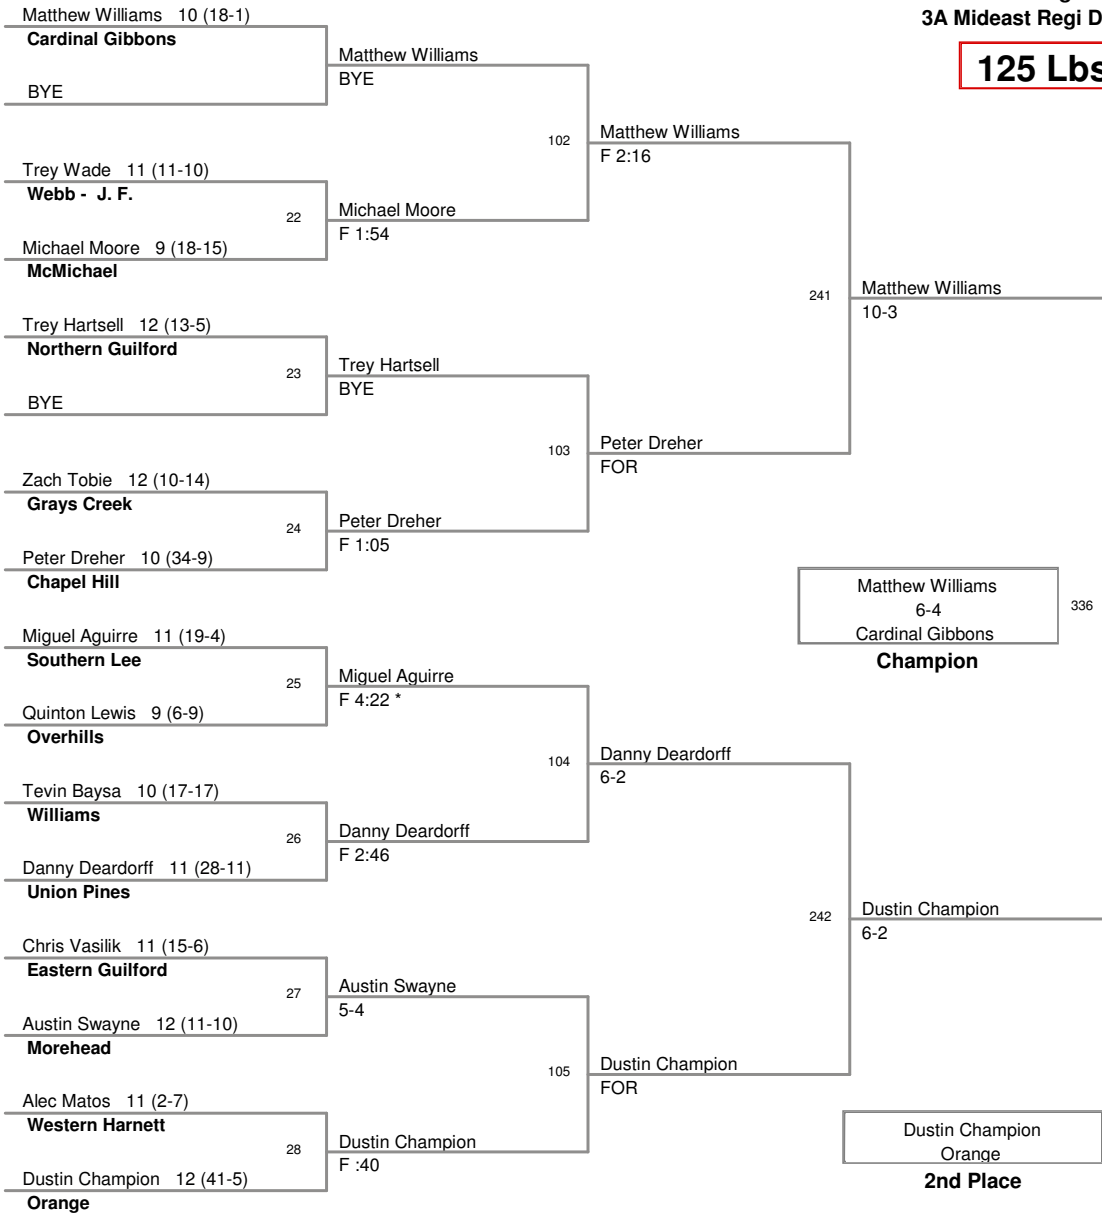 3A Mideast Regi D
125 Lbs
Matthew Williams 10 (18-1)
Cardinal Gibbons
BYE
Matthew Williams
BYE
Trey Wade 11 (11-10)
Webb - J. F.
22
Michael Moore 9 (18-15)
McMichael
Michael Moore
F 1:54
102
Matthew Williams
F 2:16
Trey Hartsell 12 (13-5)
Northern Guilford
23
BYE
Trey Hartsell
BYE
Zach Tobie 12 (10-14)
Grays Creek
24
Peter Dreher 10 (34-9)
Chapel Hill
Peter Dreher
F 1:05
103
Peter Dreher
FOR
241
Matthew Williams
10-3
Matthew Williams
6-4
Cardinal Gibbons
336
Champion
Miguel Aguirre 11 (19-4)
Southern Lee
25
Quinton Lewis 9 (6-9)
Overhills
Miguel Aguirre
F 4:22 *
Tevin Baysa 10 (17-17)
Williams
26
Danny Deardorff 11 (28-11)
Union Pines
Danny Deardorff
F 2:46
104
Danny Deardorff
6-2
Chris Vasilik 11 (15-6)
Eastern Guilford
27
Austin Swayne 12 (11-10)
Morehead
Austin Swayne
5-4
Alec Matos 11 (2-7)
Western Harnett
28
Dustin Champion 12 (41-5)
Orange
Dustin Champion
F :40
105
Dustin Champion
FOR
242
Dustin Champion
6-2
Dustin Champion
Orange
2nd Place